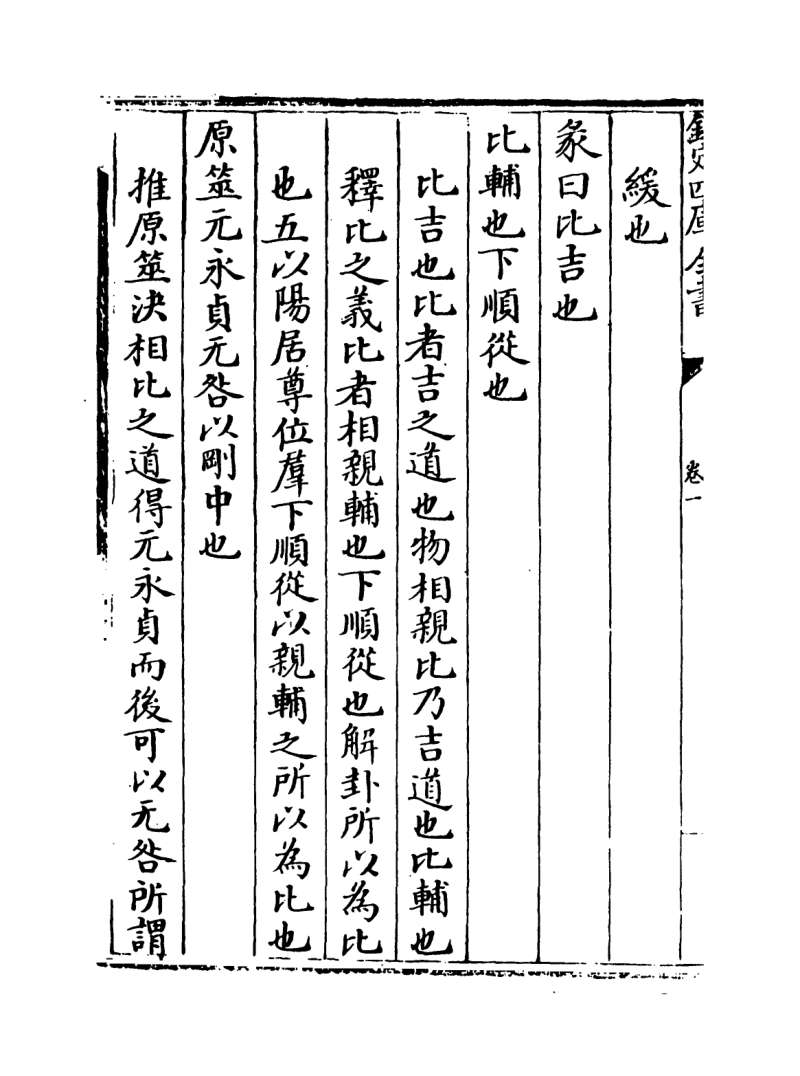 欽定四庫全書
卷一
緩也
彖曰比吉也
比輔也下順從也
比吉也比者吉之道也物相親比乃吉道也比輔也
釋比之義比者相親輔也下順從也解卦所以為比
也五以陽居尊位羣下順從以親輔之所以為比也
原筮元永貞无咎以剛中也
推原筮決相比之道得元永貞而後可以无咎所謂